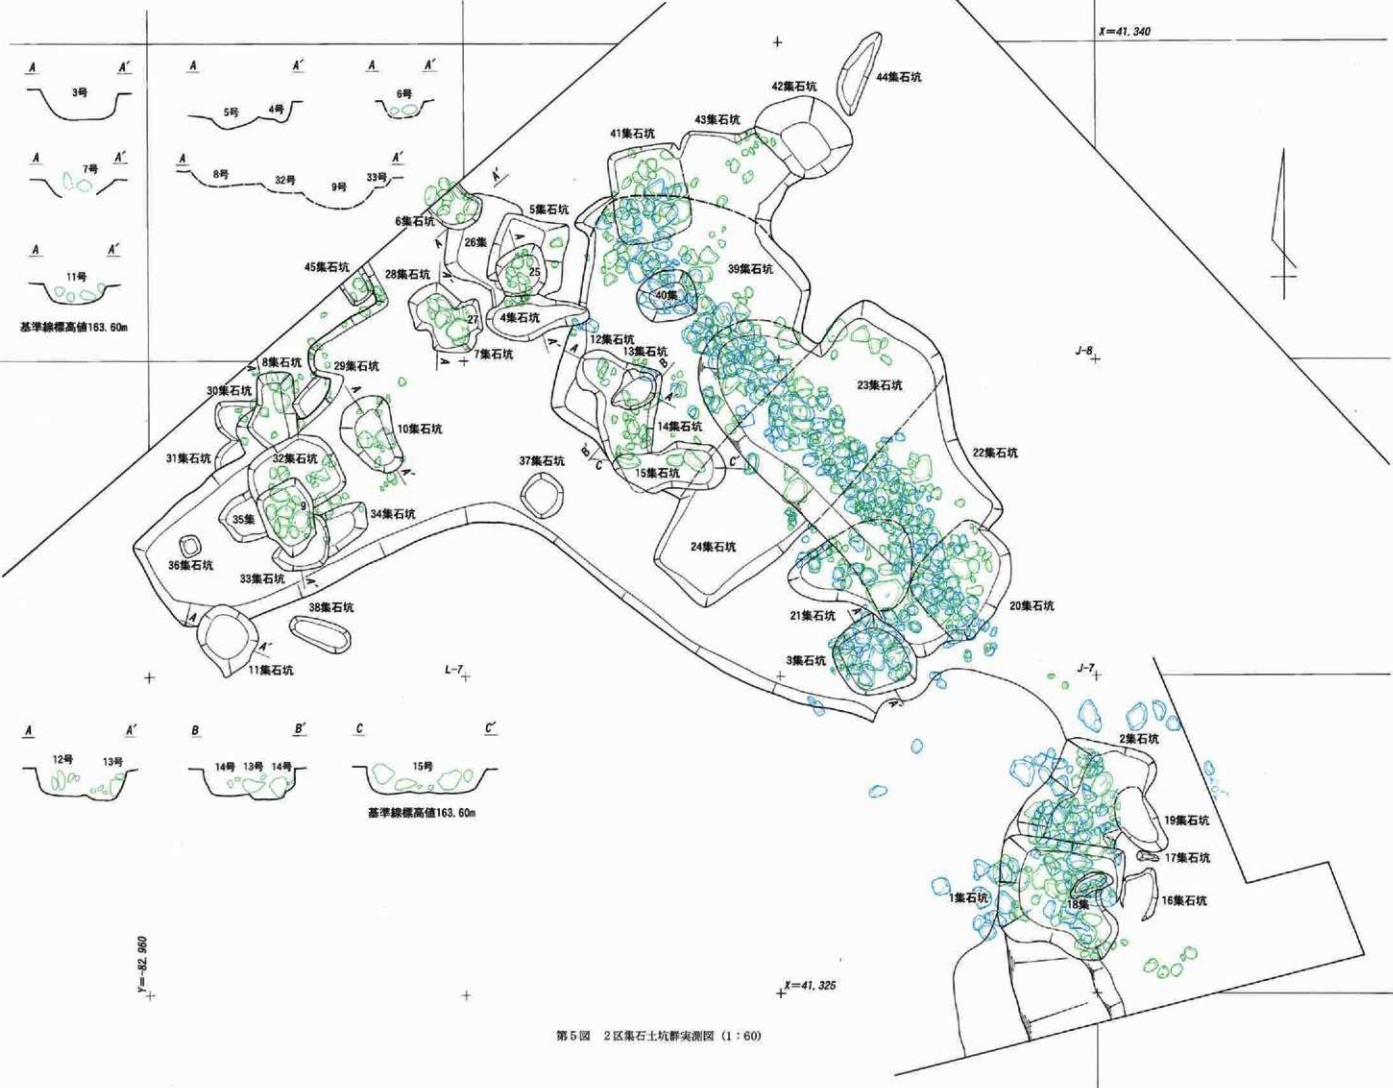 X=41,340
A A′
3号
A A′
5号 4号
A A′
6号
A A′
7号
A A′
8号 32号 9号 33号
A A′
11号
基準線標高値163.60m
44集石坑
42集石坑
43集石坑
41集石坑
A′
6集石坑
5集石坑
26集
A
A
25
39集石坑
45集石坑
28集石坑
A′
40集
27
4集石坑
7集石坑
A
A′
A
12集石坑
13集石坑
B
A′
J-8
8集石坑
29集石坑
A
A
30集石坑
23集石坑
10集石坑
14集石坑
31集石坑
32集石坑
A′
37集石坑
B′
C
15集石坑
C′
22集石坑
9
35集
34集石坑
24集石坑
36集石坑
33集石坑
A′
38集石坑
A
A′
11集石坑
21集石坑
A
20集石坑
3集石坑
A′
L-7
J-7
A A′
12号 13号
B B′
14号 13号 14号
C C′
15号
基準線標高値163.60m
2集石坑
19集石坑
17集石坑
1集石坑
18集
16集石坑
Y=-82,960
X=41,325
第5図 2区集石土坑群実測図（1：60）